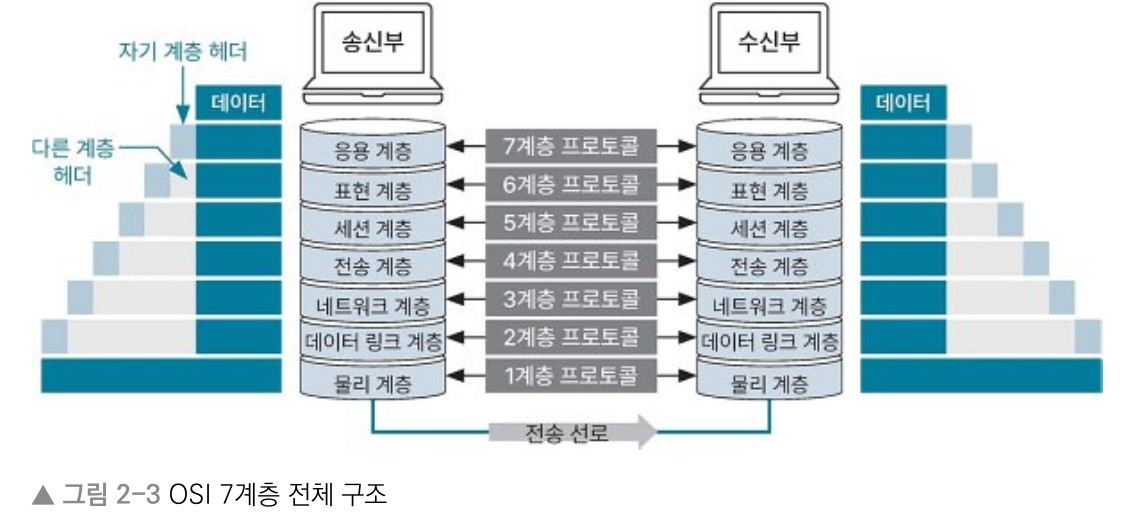 자기 계층 헤더
송신부
수신부
데이터
데이터
다른 계층
헤더
응용 계층
7계층 프로토콜
응용 계층
표현 계층
6계층 프로토콜
표현 계층
세션 계층
5계층 프로토콜
세션 계층
전송 계층
4계층 프로토콜
전송 계층
네트워크 계층
3계층 프로토콜
네트워크 계층
데이터 링크 계층
2계층 프로토콜
데이터 링크 계층
물리 계층
1계층 프로토콜
물리 계층
전송 선로
▲ 그림 2-3 OSI 7계층 전체 구조